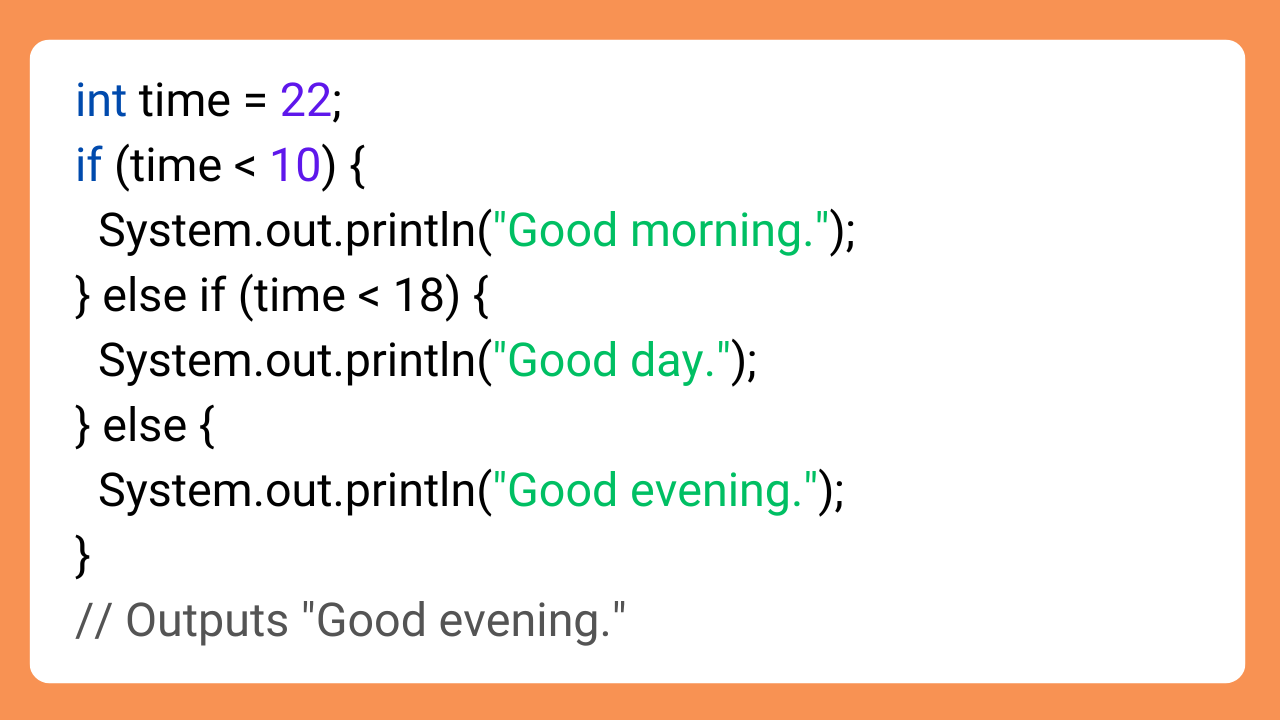 int time = 22;
if (time < 10) {
  System.out.println("Good morning.");
} else if (time < 18) {
  System.out.println("Good day.");
} else {
  System.out.println("Good evening.");
}
// Outputs "Good evening."